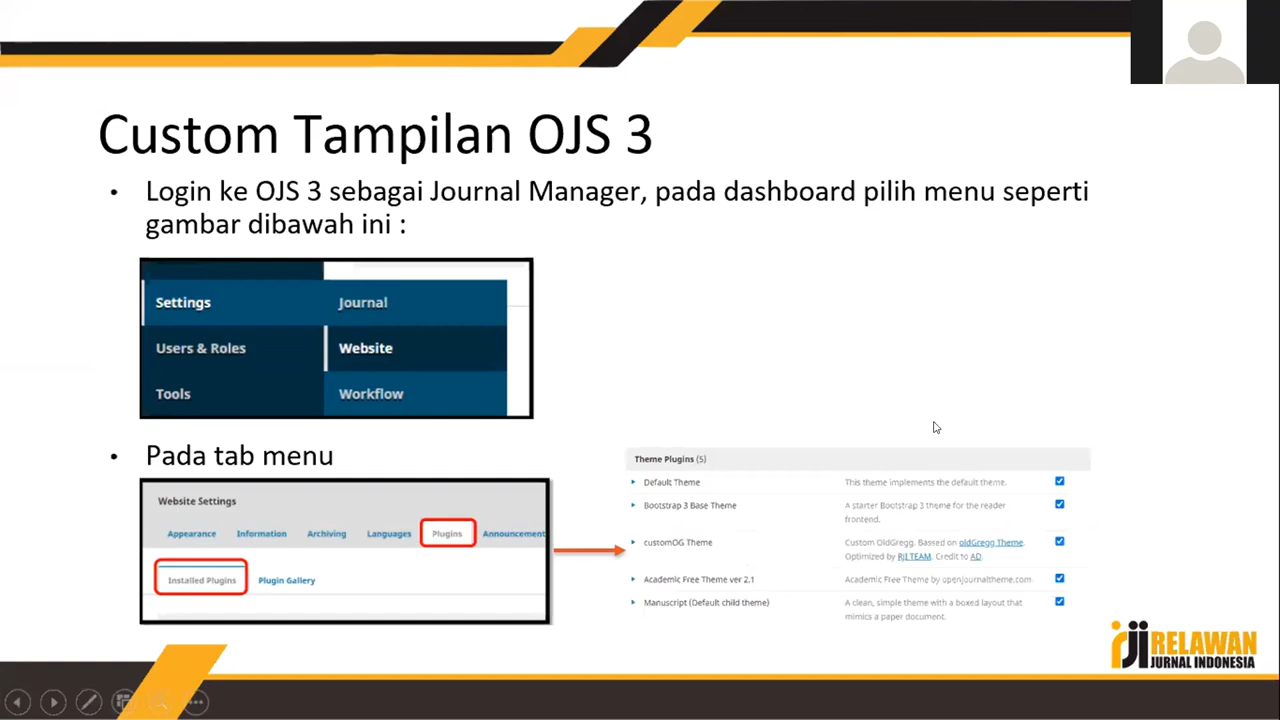 Custom Tampilan OJS 3
• Login ke OJS 3 sebagai Journal Manager, pada dashboard pilih menu seperti
gambar dibawah ini :
Settings
Journal
Users & Roles
Website
Tools
Workflow
• Pada tab menu
Website Settings
Appearance Information Archiving Languages Plugins Announcement
Installed Plugins Plugin Gallery
Theme Plugins (5)
Default Theme
This theme implements the default theme.
Bootstrap 3 Base Theme
A starter Bootstrap 3 theme for the reader
frontend.
customOG Theme
Custom OldGregg. Based on oldGregg Theme.
Optimized by RJI TEAM. Credit to AD.
Academic Free Theme ver 2.1
Academic Free Theme by openjournaltheme.com
Manuscript (Default child theme)
A clean, simple theme with a boxed layout that
mimics a paper document.
rji RELAWAN
JURNAL INDONESIA